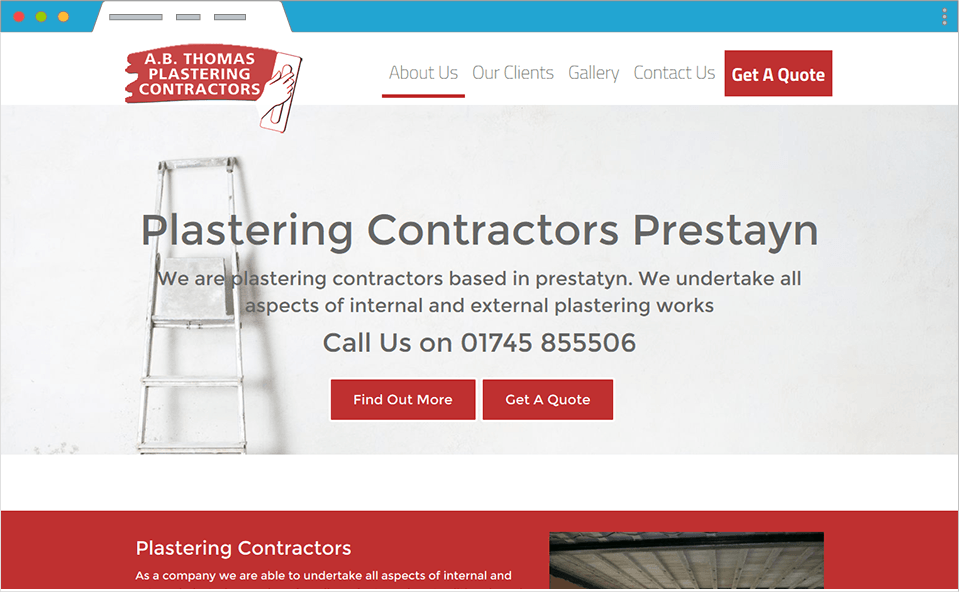 A.B. THOMAS
PLASTERING
CONTRACTORS
About Us Our Clients Gallery Contact Us Get A Quote
Plastering Contractors Prestayn
We are plastering contractors based in prestatyn. We undertake all
aspects of internal and external plastering works
Call Us on 01745 855506
Find Out More Get A Quote
Plastering Contractors
As a company we are able to undertake all aspects of internal and